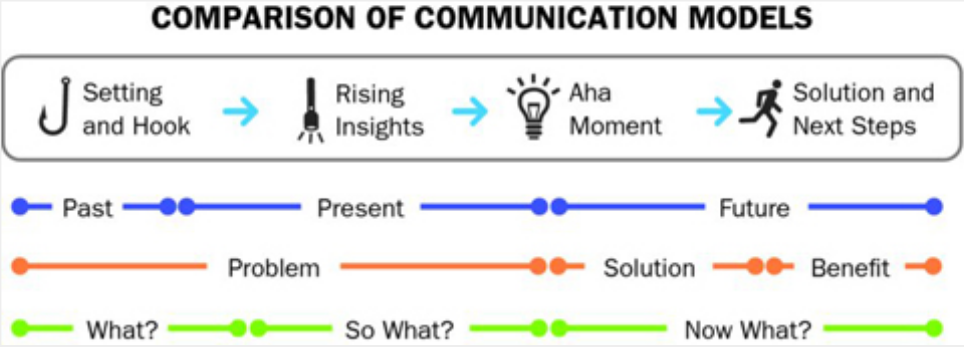 COMPARISON OF COMMUNICATION MODELS
Setting
and Hook
Rising
Insights
Aha
Moment
Solution and
Next Steps
Past Present Future
Problem Solution Benefit
What? So What? Now What?